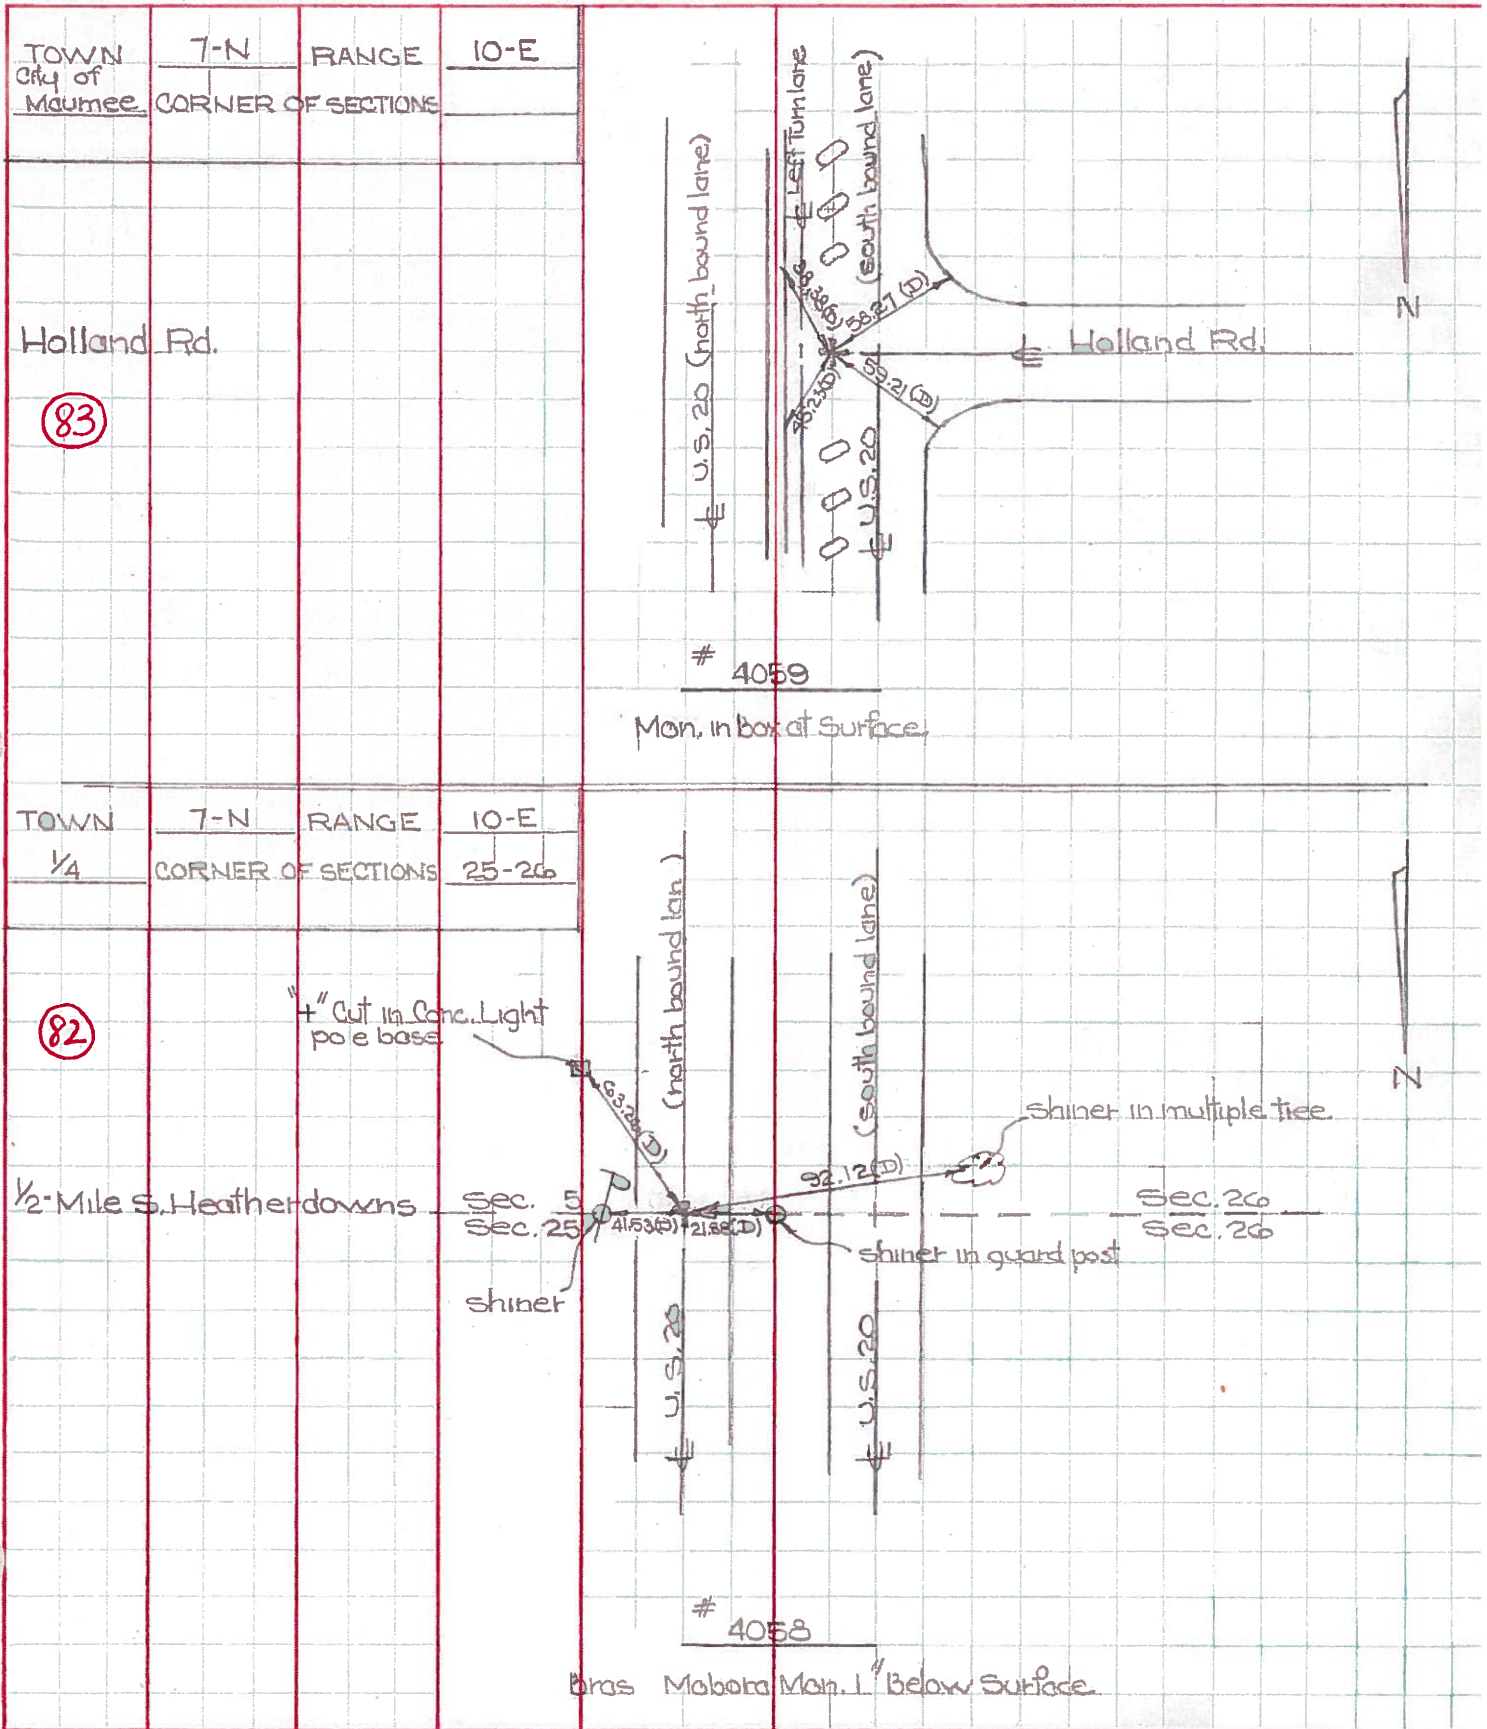 TOWN 7-N RANGE 10-E
City of
Maumee CORNER OF SECTIONS
Left Turn lane
(south bound lane)
U.S. 20 (north bound lane)
58.27 (D)
Holland Rd.
Holland Rd.
59.21 (D)
83
U.S. 20
N
# 4059
Mon. in box at Surface
TOWN 7-N RANGE 10-E
1/4 CORNER OF SECTIONS 25-26
(north bound lan)
(south bound lane)
"+" Cut in Conc. Light
pole base
82
N
shiner in multiple tree
92.12(D)
1/2-Mile S. Heatherdowns
Sec. 5
Sec. 25
41.53(D)
21.88(D)
Sec. 26
Sec. 26
shiner in guard post
shiner
U.S. 20
U.S. 20
# 4058
bras Mon. 1" Below Surface